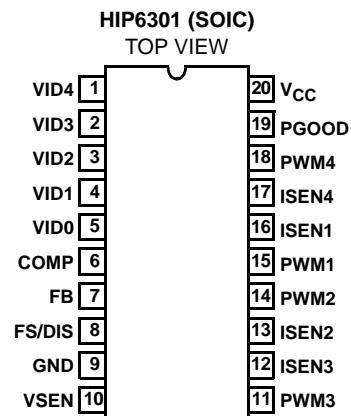 HIP6301 (SOIC)
TOP VIEW
VID4 1
VID3 2
VID2 3
VID1 4
VID0 5
COMP 6
FB 7
FS/DIS 8
GND 9
VSEN 10
20 VCC
19 PGOOD
18 PWM4
17 ISEN4
16 ISEN1
15 PWM1
14 PWM2
13 ISEN2
12 ISEN3
11 PWM3